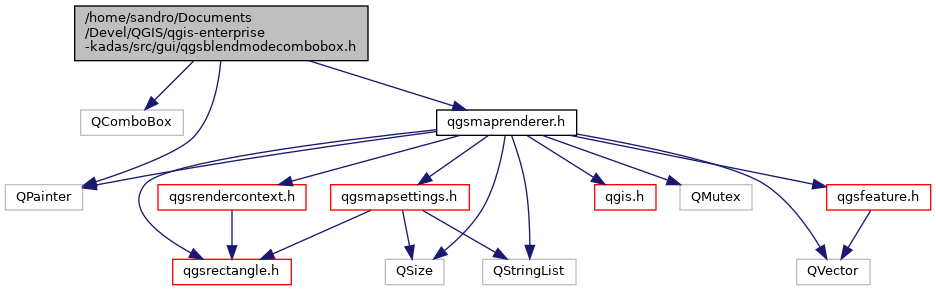 /home/sandro/Documents
/Devel/QGIS/qgis-enterprise
-kadas/src/gui/qgsblendmodecombobox.h
QComboBox
qgsmaprenderer.h
QPainter
qgsrendercontext.h
qgsmapsettings.h
qgis.h
QMutex
qgsfeature.h
qgsrectangle.h
QSize
QStringList
QVector